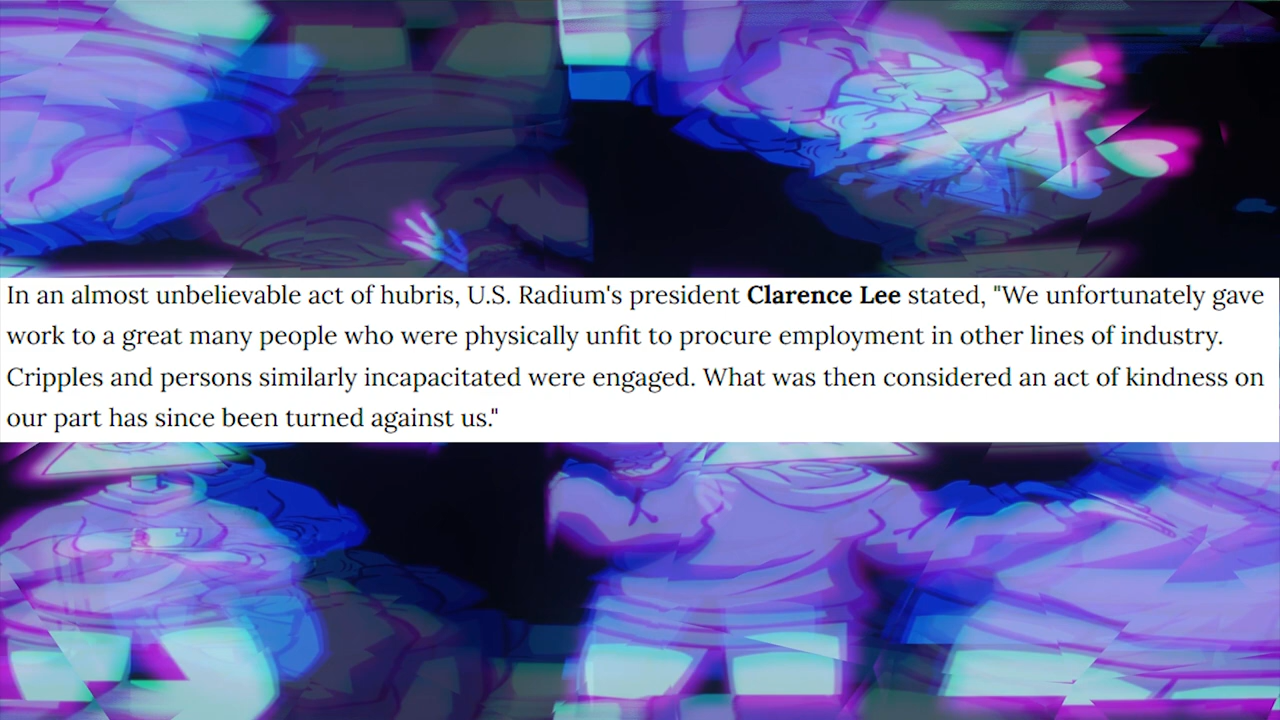 In an almost unbelievable act of hubris, U.S. Radium's president Clarence Lee stated, "We unfortunately gave
work to a great many people who were physically unfit to procure employment in other lines of industry.
Cripples and persons similarly incapacitated were engaged. What was then considered an act of kindness on
our part has since been turned against us."